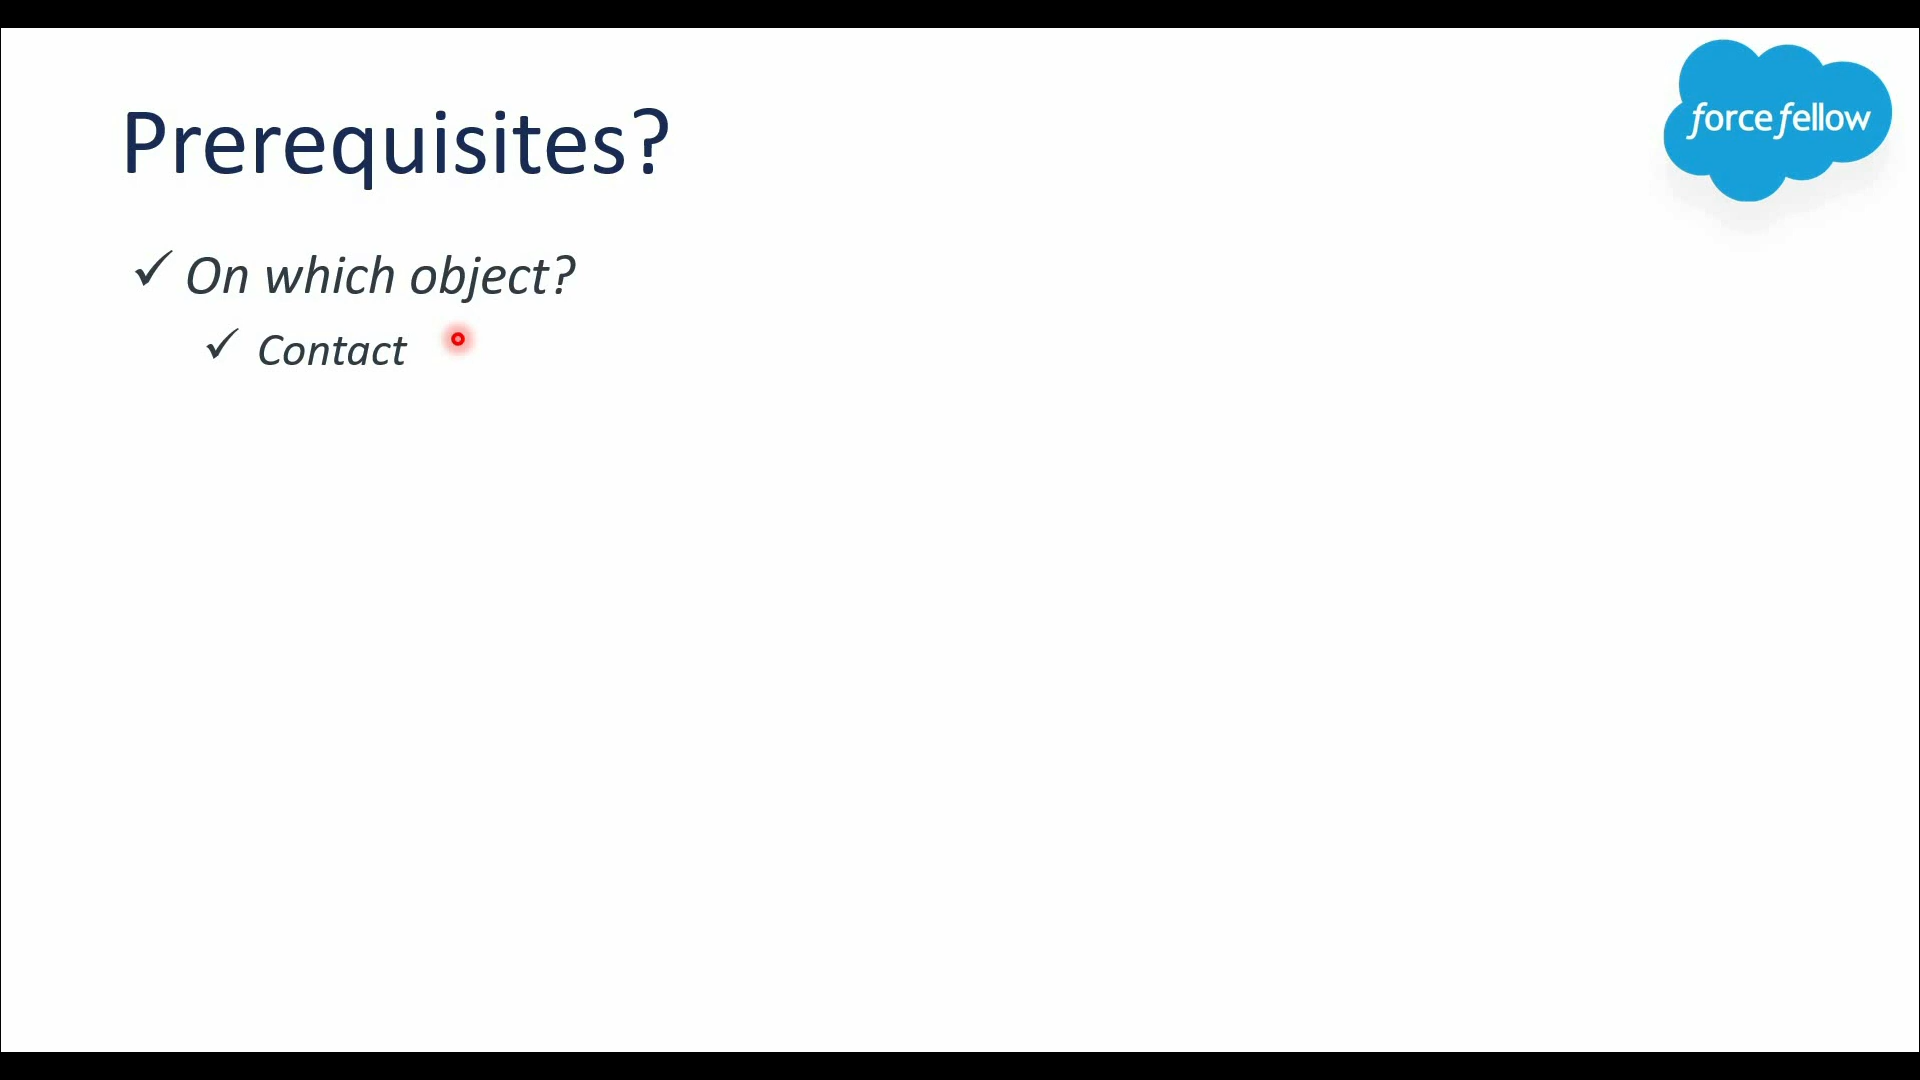 Prerequisites?
force fellow
✓ On which object?
✓ Contact